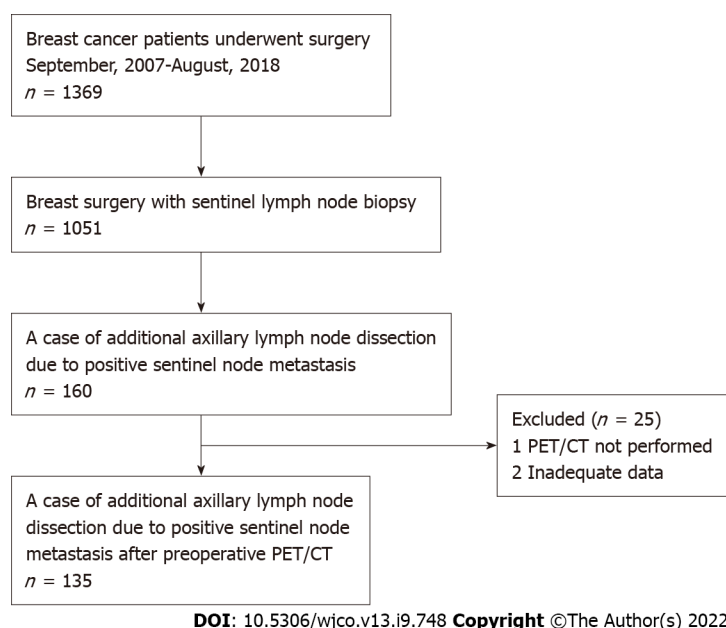 Breast cancer patients underwent surgery
September, 2007-August, 2018
n = 1369
Breast surgery with sentinel lymph node biopsy
n = 1051
A case of additional axillary lymph node dissection
due to positive sentinel node metastasis
n = 160
Excluded (n = 25)
1 PET/CT not performed
2 Inadequate data
A case of additional axillary lymph node
dissection due to positive sentinel node
metastasis after preoperative PET/CT
n = 135
DOI: 10.5306/wjco.v13.i9.748 Copyright ©The Author(s) 2022